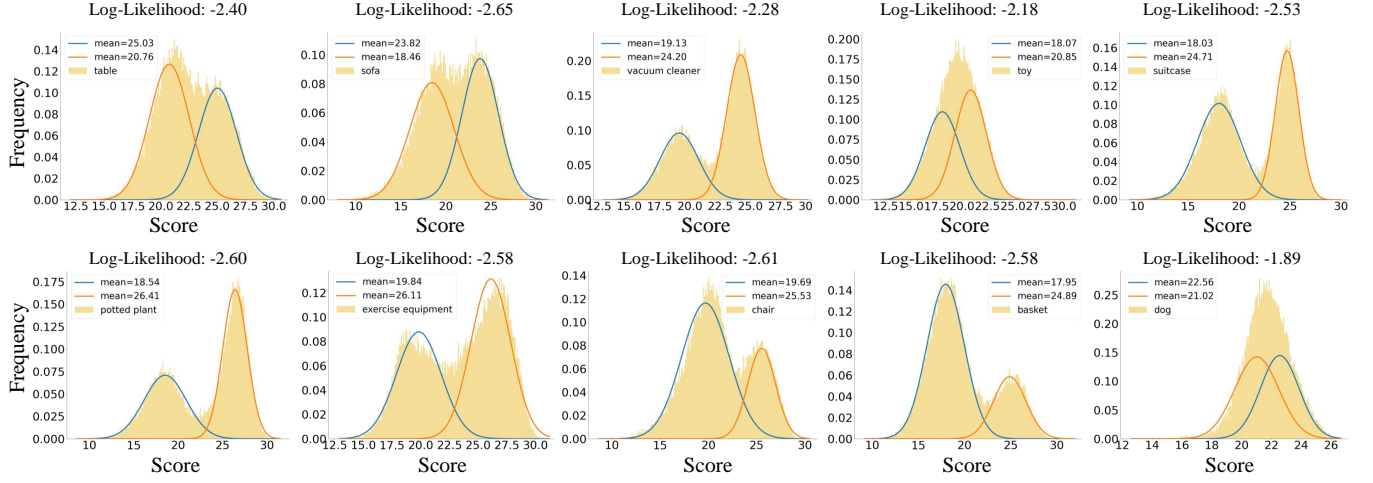 Log-Likelihood: -2.40
Log-Likelihood: -2.65
Log-Likelihood: -2.28
Log-Likelihood: -2.18
Log-Likelihood: -2.53
Frequency
0.14
0.12
0.10
0.08
0.06
0.04
0.02
0.00
mean=25.03
mean=20.76
table
12.5 15.0 17.5 20.0 22.5 25.0 27.5 30.0
Score
0.10
0.08
0.06
0.04
0.02
0.00
mean=23.82
mean=18.46
sofa
15 20 25 30
Score
0.20
0.15
0.10
0.05
0.00
mean=19.13
mean=24.20
vacuum cleaner
12.5 15.0 17.5 20.0 22.5 25.0 27.5 30
Score
0.200
0.175
0.150
0.125
0.100
0.075
0.050
0.025
0.000
mean=18.07
mean=20.85
toy
12.5 15.0 17.5 20.0 22.5 25.0 27.5 30.0
Score
0.16
0.14
0.12
0.10
0.08
0.06
0.04
0.02
0.00
mean=18.03
mean=24.71
suitcase
10 15 20 25 30
Score
Log-Likelihood: -2.60
Log-Likelihood: -2.58
Log-Likelihood: -2.61
Log-Likelihood: -2.58
Log-Likelihood: -1.89
Frequency
0.175
0.150
0.125
0.100
0.075
0.050
0.025
0.000
mean=18.54
mean=26.41
potted plant
10 15 20 25 30
Score
0.12
0.10
0.08
0.06
0.04
0.02
0.00
mean=19.84
mean=26.11
exercise equipment
12.5 15.0 17.5 20.0 22.5 25.0 27.5 30.0
Score
0.14
0.12
0.10
0.08
0.06
0.04
0.02
0.00
mean=19.69
mean=25.53
chair
10 15 20 25 30
Score
0.14
0.12
0.10
0.08
0.06
0.04
0.02
0.00
mean=17.95
mean=24.89
basket
10 15 20 25 30
Score
0.25
0.20
0.15
0.10
0.05
0.00
mean=22.56
mean=21.02
dog
12 14 16 18 20 22 24 26
Score